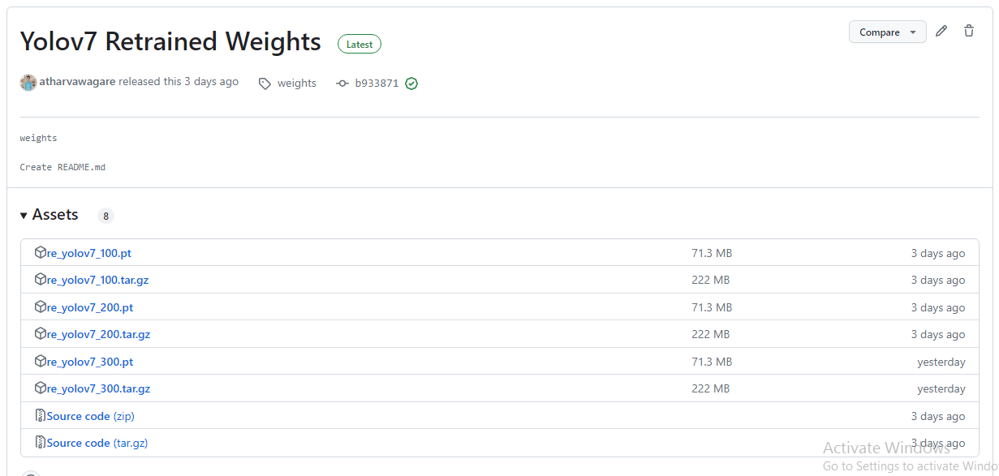 Yolov7 Retrained Weights Latest Compare
atharvawagare released this 3 days ago weights b933871
weights
Create README.md
Assets 8
re_yolov7_100.pt 71.3 MB 3 days ago
re_yolov7_100.tar.gz 222 MB 3 days ago
re_yolov7_200.pt 71.3 MB 3 days ago
re_yolov7_200.tar.gz 222 MB 3 days ago
re_yolov7_300.pt 71.3 MB yesterday
re_yolov7_300.tar.gz 222 MB yesterday
Source code (zip) 3 days ago
Source code (tar.gz) 3 days ago
Activate Windows
Go to Settings to activate Windo